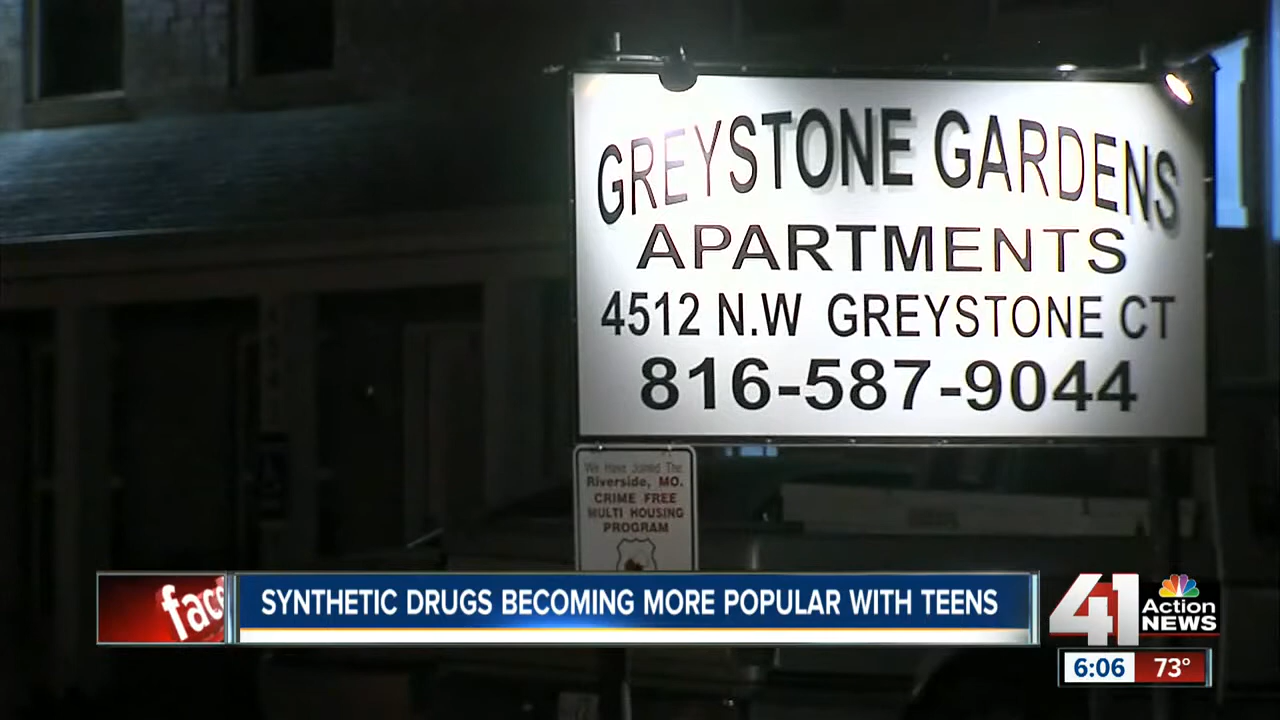 GREYSTONE GARDENS
APARTMENTS
4512 N.W GREYSTONE CT
816-587-9044
We Have Joined The
Riverside, MO.
CRIME FREE
MULTI HOUSING
PROGRAM
face
SYNTHETIC DRUGS BECOMING MORE POPULAR WITH TEENS
41
Action
NEWS
6:06 73°